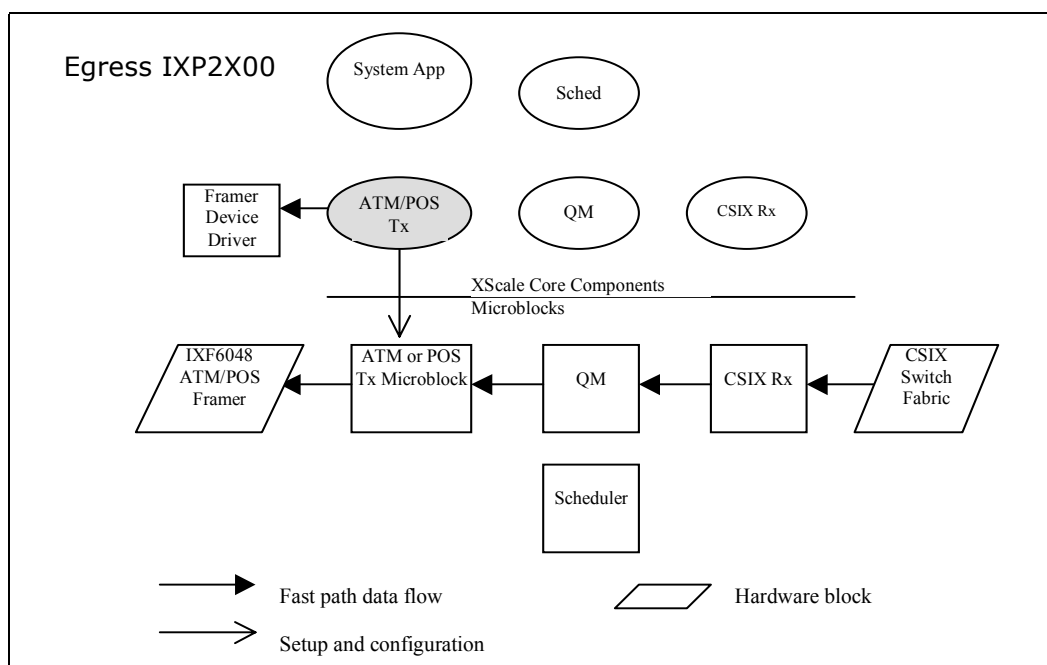 Egress IXP2X00
System App
Sched
Framer
Device
Driver
ATM/POS
Tx
QM
CSIX Rx
XScale Core Components
Microblocks
IXF6048
ATM/POS
Framer
ATM or POS
Tx Microblock
QM
CSIX Rx
CSIX
Switch
Fabric
Scheduler
Fast path data flow
Hardware block
Setup and configuration